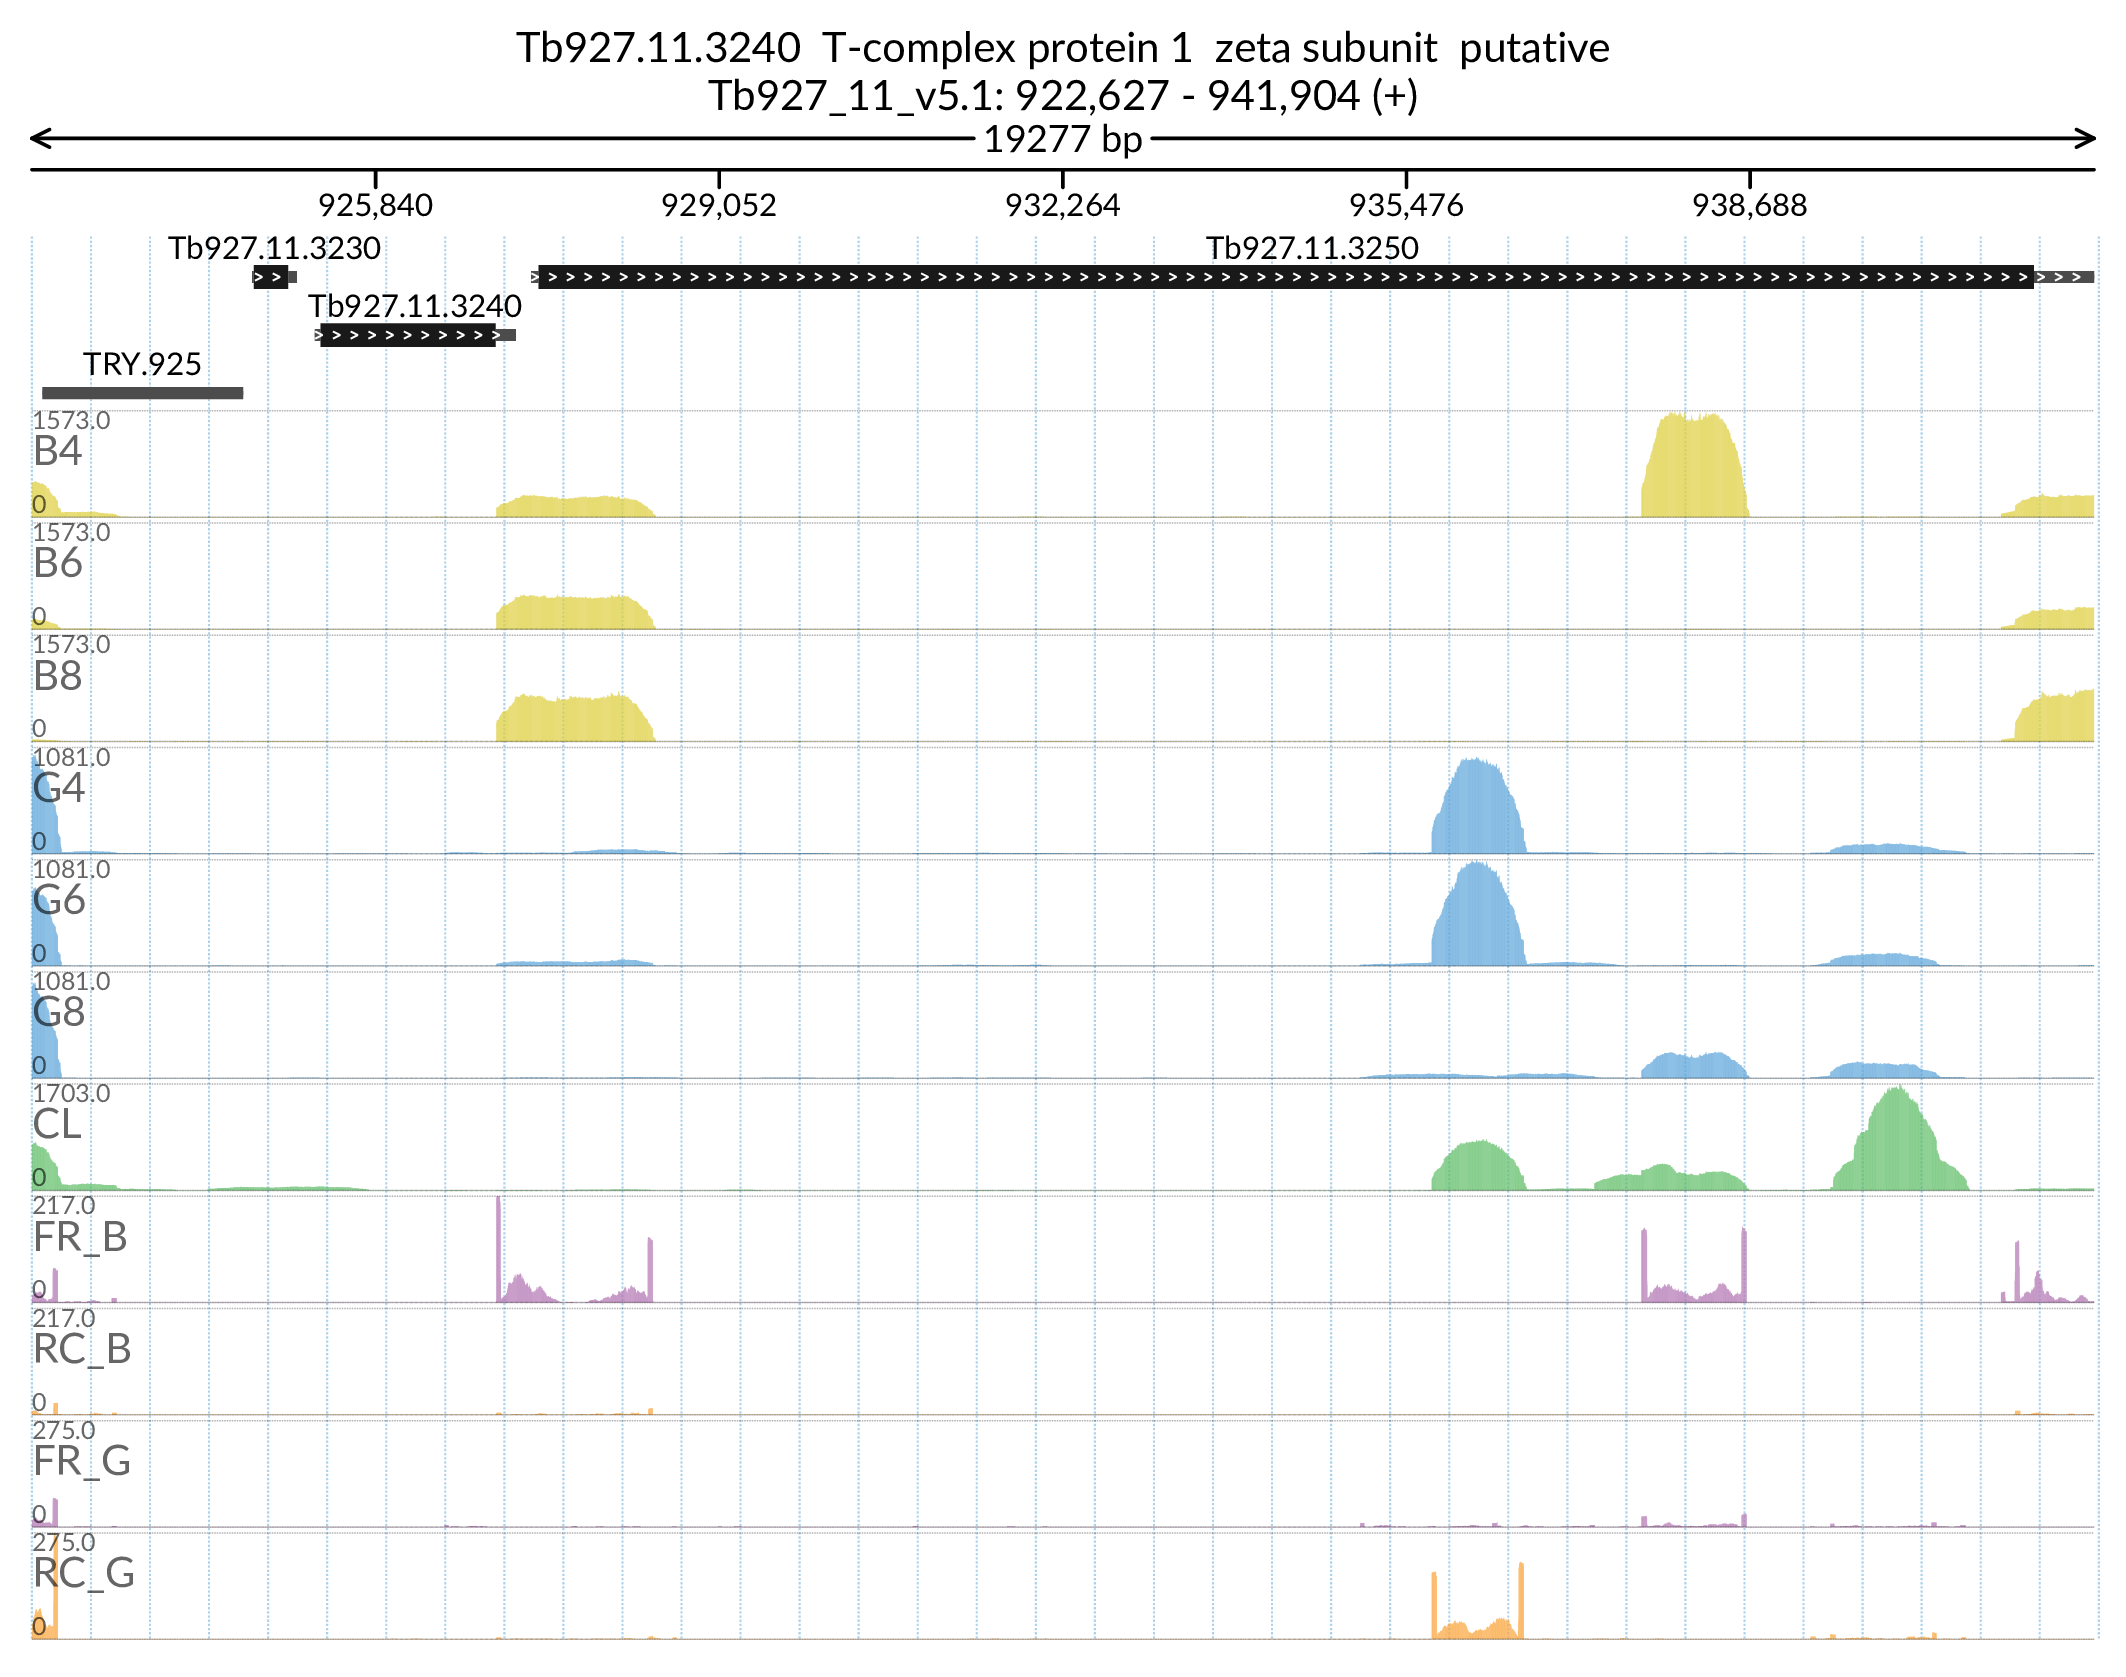 Tb927.11.3240 T-complex protein 1 zeta subunit putative
Tb927_11_v5.1: 922,627 - 941,904 (+)
19277 bp
925,840 929,052 932,264 935,476 938,688
Tb927.11.3230 Tb927.11.3250
Tb927.11.3240
TRY.925
1573.0
B4
0
1573.0
B6
0
1573.0
B8
0
1081.0
G4
0
1081.0
G6
0
1081.0
G8
0
1703.0
CL
0
217.0
FR_B
0
217.0
RC_B
0
275.0
FR_G
0
275.0
RC_G
0